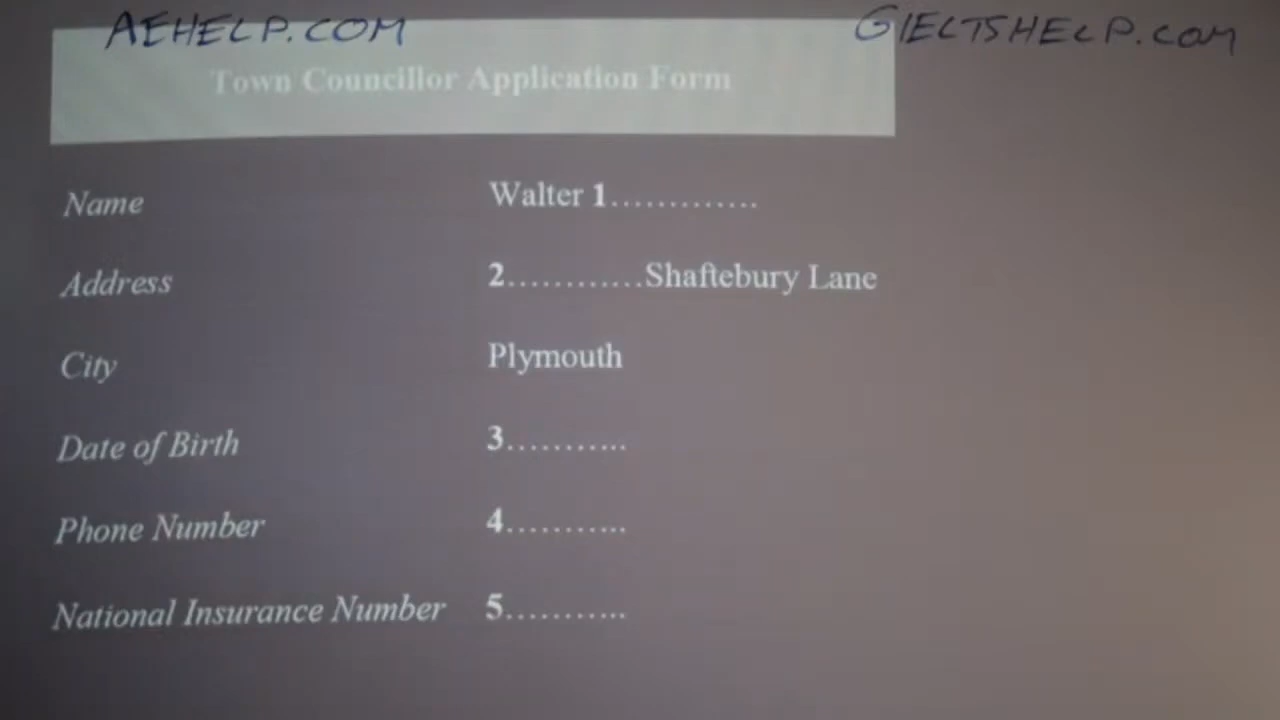 AEHELP.COM GIELTSHELP.COM
Town Councillor Application Form
Name Walter 1.............
Address 2............Shaftebury Lane
City Plymouth
Date of Birth 3...........
Phone Number 4...........
National Insurance Number 5...........